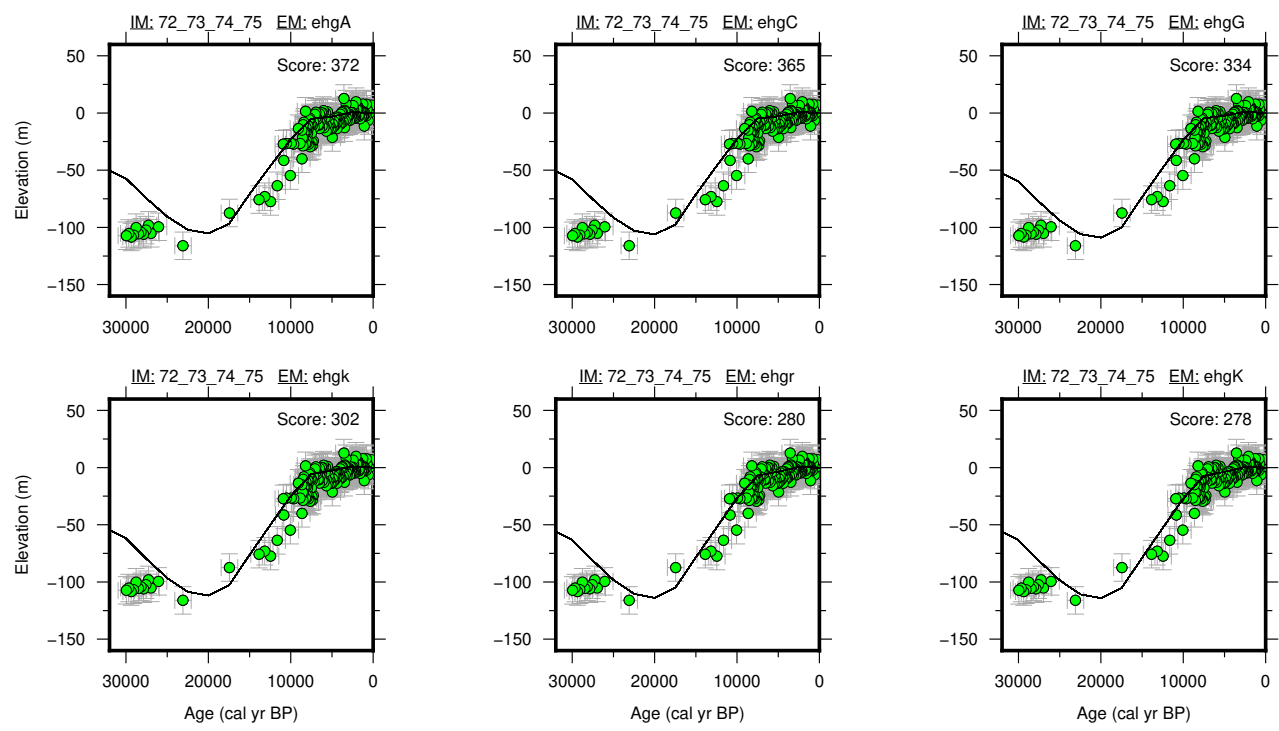 IM: 72_73_74_75 EM: ehgA
IM: 72_73_74_75 EM: ehgC
IM: 72_73_74_75 EM: ehgG
Score: 372
Score: 365
Score: 334
50
0
−50
−100
−150
Elevation (m)
50
0
−50
−100
−150
50
0
−50
−100
−150
30000 20000 10000 0
30000 20000 10000 0
30000 20000 10000 0
IM: 72_73_74_75 EM: ehgk
IM: 72_73_74_75 EM: ehgr
IM: 72_73_74_75 EM: ehgK
Score: 302
Score: 280
Score: 278
50
0
−50
−100
−150
Elevation (m)
50
0
−50
−100
−150
50
0
−50
−100
−150
30000 20000 10000 0
30000 20000 10000 0
30000 20000 10000 0
Age (cal yr BP)
Age (cal yr BP)
Age (cal yr BP)